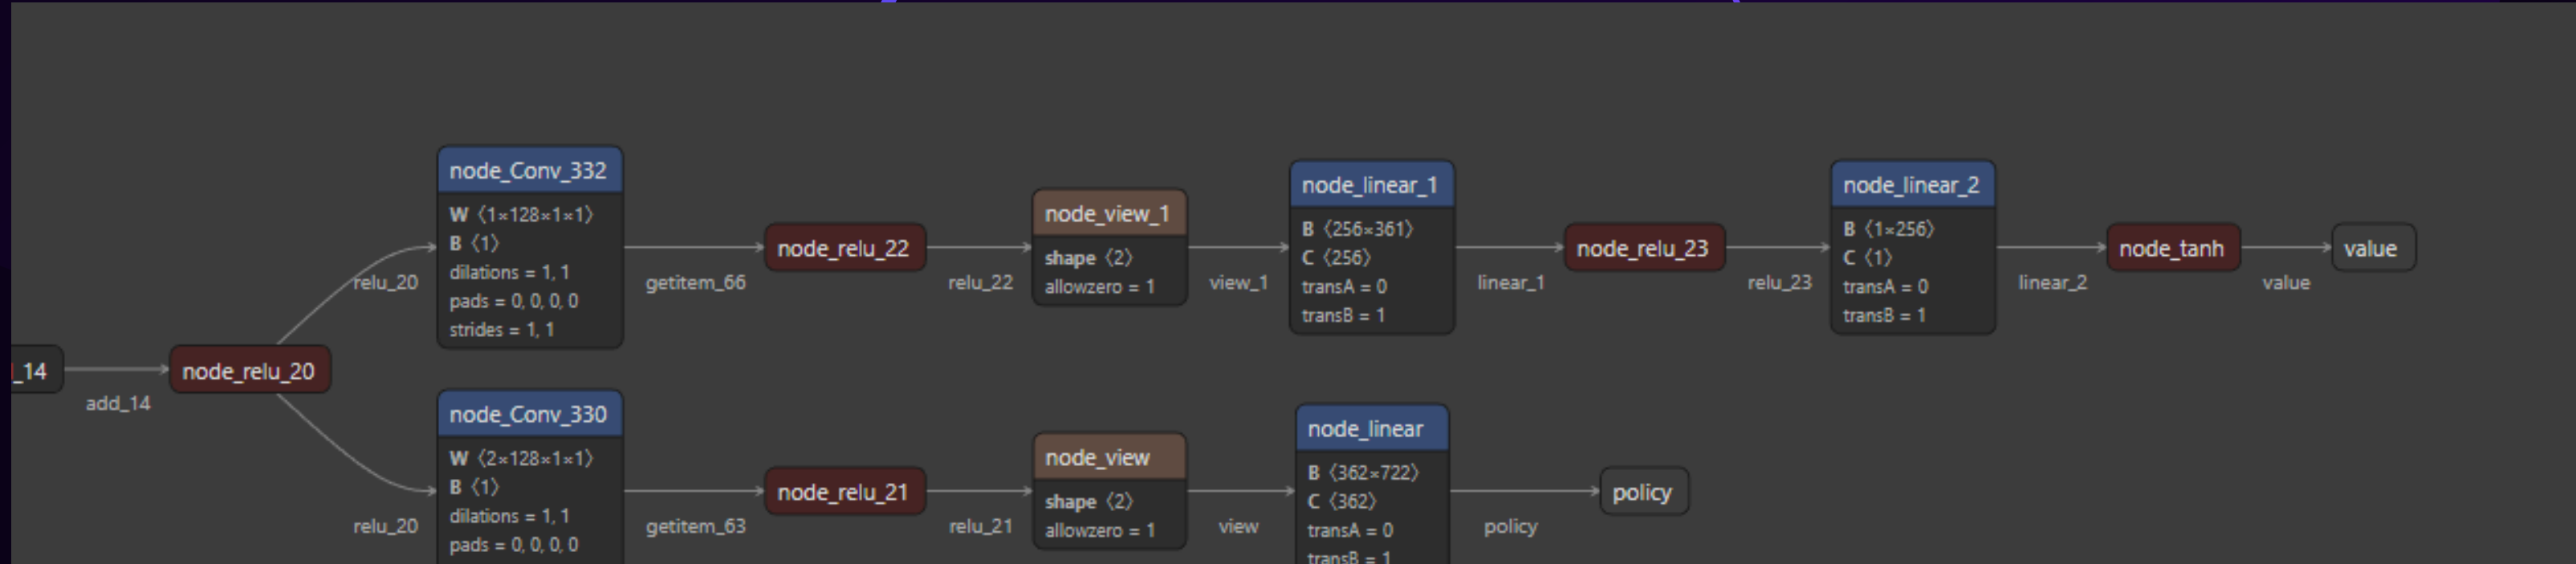 node_Conv_332
W ⟨1×128×1×1⟩
B ⟨1⟩
dilations = 1, 1
pads = 0, 0, 0, 0
strides = 1, 1
relu_20
getitem_66
node_relu_22
relu_22
node_view_1
shape ⟨2⟩
allowzero = 1
view_1
node_linear_1
B ⟨256×361⟩
C ⟨256⟩
transA = 0
transB = 1
linear_1
node_relu_23
relu_23
node_linear_2
B ⟨1×256⟩
C ⟨1⟩
transA = 0
transB = 1
linear_2
node_tanh
value
value
_14
add_14
node_relu_20
relu_20
node_Conv_330
W ⟨2×128×1×1⟩
B ⟨1⟩
dilations = 1, 1
pads = 0, 0, 0, 0
getitem_63
node_relu_21
relu_21
node_view
shape ⟨2⟩
allowzero = 1
view
node_linear
B ⟨362×722⟩
C ⟨362⟩
transA = 0
transB = 1
policy
policy